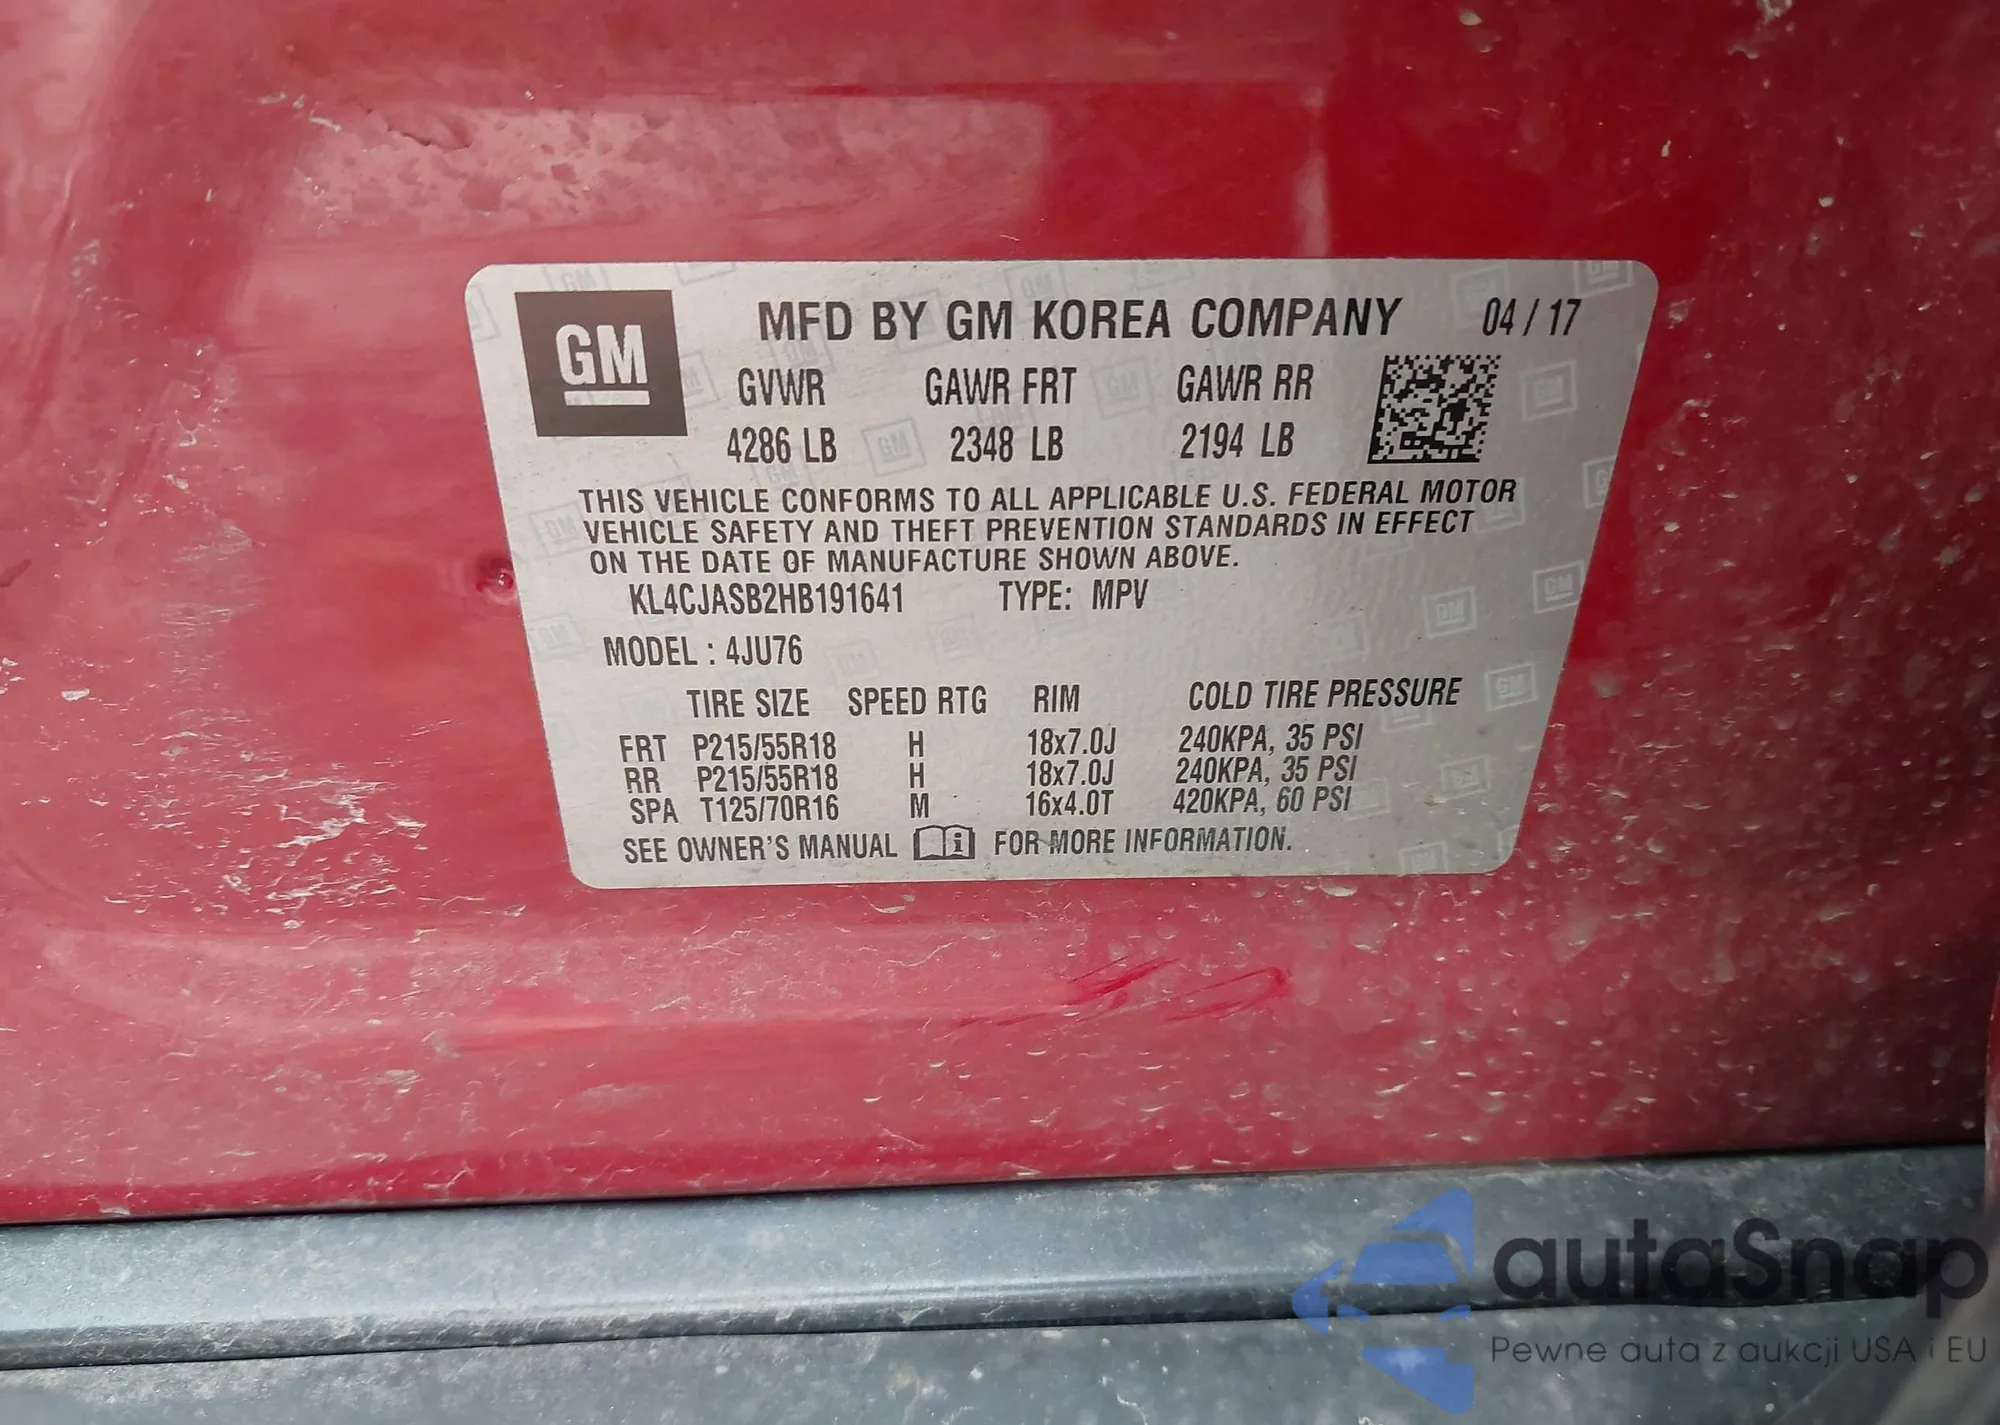 GM
MFD BY GM KOREA COMPANY 04 / 17
GVWR GAWR FRT GAWR RR
4286 LB 2348 LB 2194 LB
THIS VEHICLE CONFORMS TO ALL APPLICABLE U.S. FEDERAL MOTOR
VEHICLE SAFETY AND THEFT PREVENTION STANDARDS IN EFFECT
ON THE DATE OF MANUFACTURE SHOWN ABOVE.
KL4CJASB2HB191641 TYPE: MPV
MODEL : 4JU76
TIRE SIZE SPEED RTG RIM COLD TIRE PRESSURE
FRT P215/55R18 H 18x7.0J 240KPA, 35 PSI
RR P215/55R18 H 18x7.0J 240KPA, 35 PSI
SPA T125/70R16 M 16x4.0T 420KPA, 60 PSI
SEE OWNER'S MANUAL i FOR MORE INFORMATION.
autaSnap
Pewne auta z aukcji USA i EU